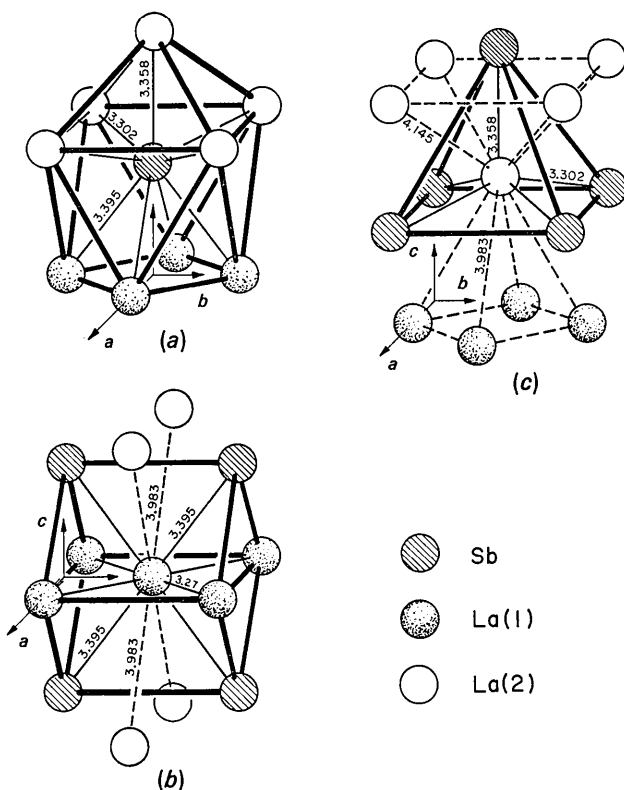 3.358
3.302
3.395
b
a
(a)
4.145
3.358
3.302
c
3.983
b
a
(c)
3.983
3.395
c
3.27
a
3.395
3.983
(b)
Sb
La(1)
La(2)